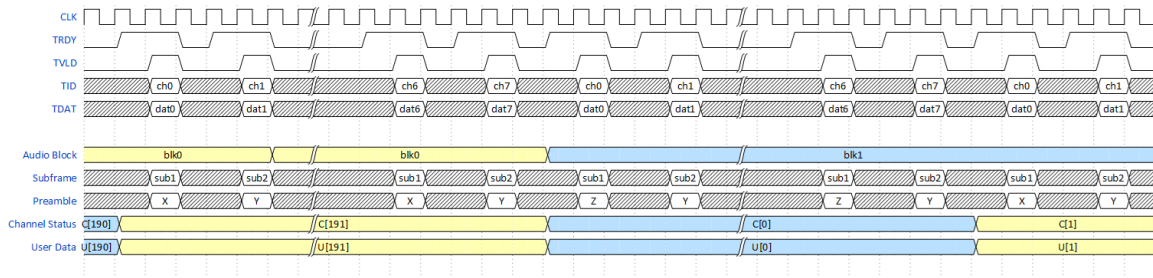 CLK
TRDY
TVLD
TID ch0 ch1 ch6 ch7 ch0 ch1 ch6 ch7 ch0 ch1
TDAT dat0 dat1 dat6 dat7 dat0 dat1 dat6 dat7 dat0 dat1
Audio Block blk0 blk0 blk1
Subframe sub1 sub2 sub1 sub2 sub1 sub2 sub1 sub2 sub1 sub2
Preamble X Y X Y Z Y Z Y X Y
Channel Status C[190] C[191] C[0] C[1]
User Data U[190] U[191] U[0] U[1]